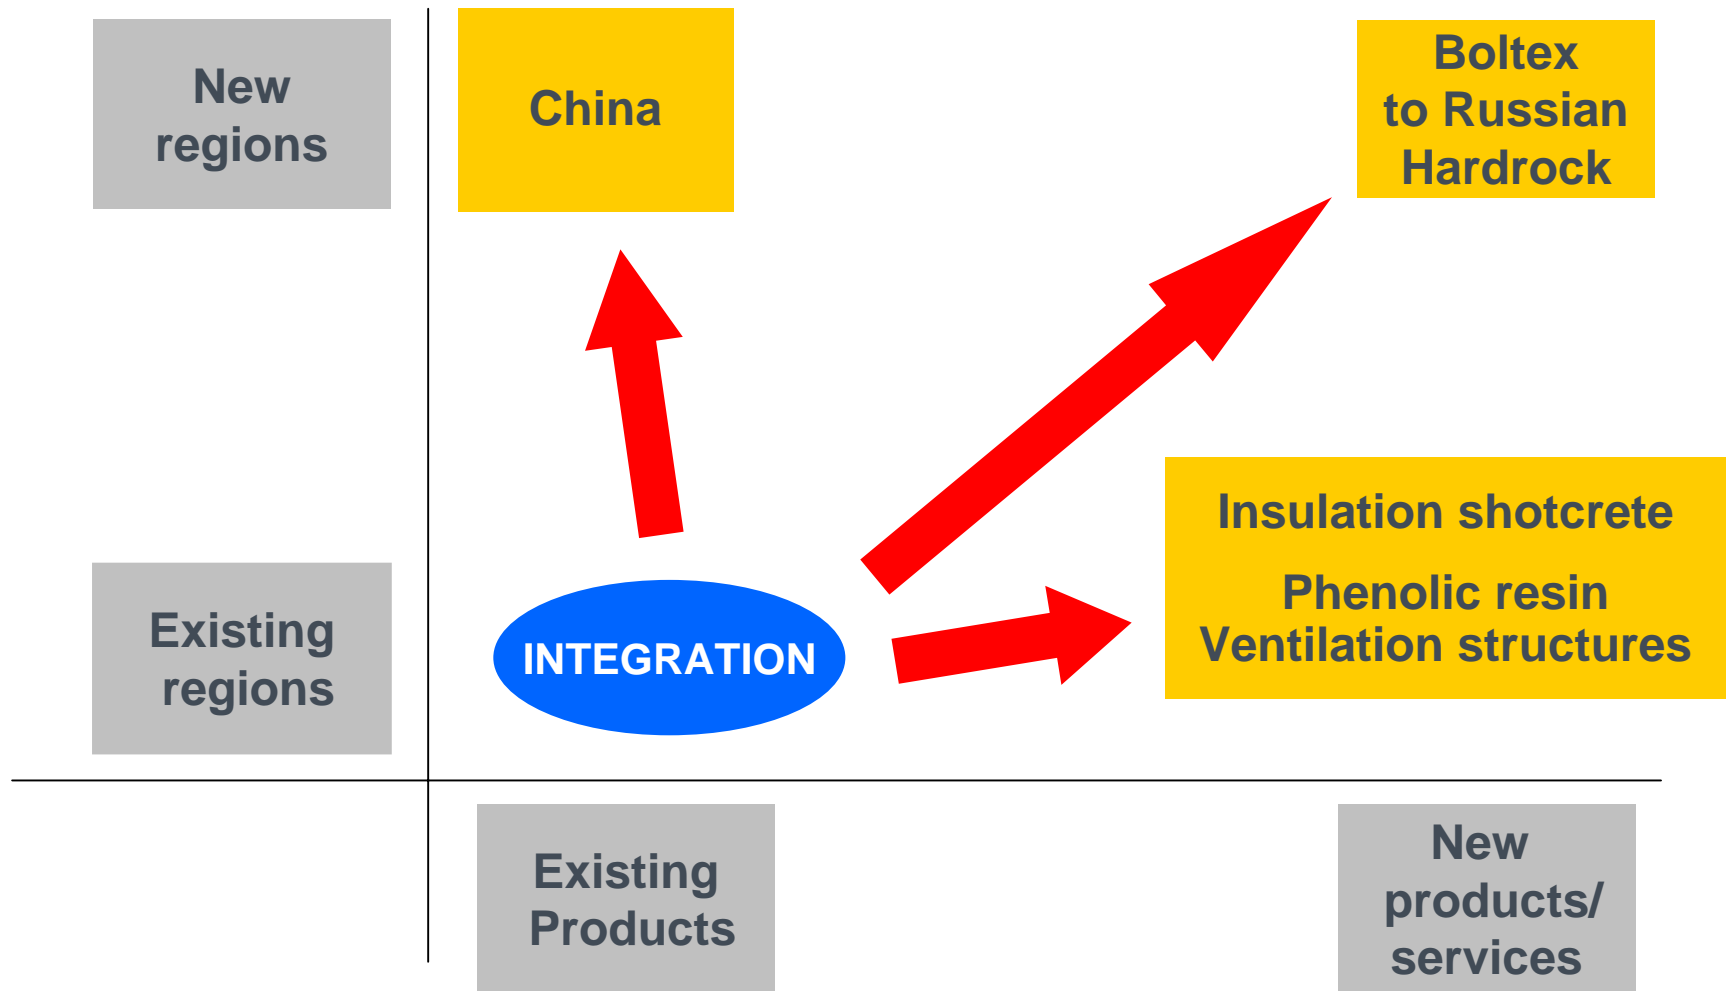 New
regions
China
Boltex
to Russian
Hardrock
Insulation shotcrete
Phenolic resin
Ventilation structures
Existing
regions
INTEGRATION
Existing
Products
New
products/
services